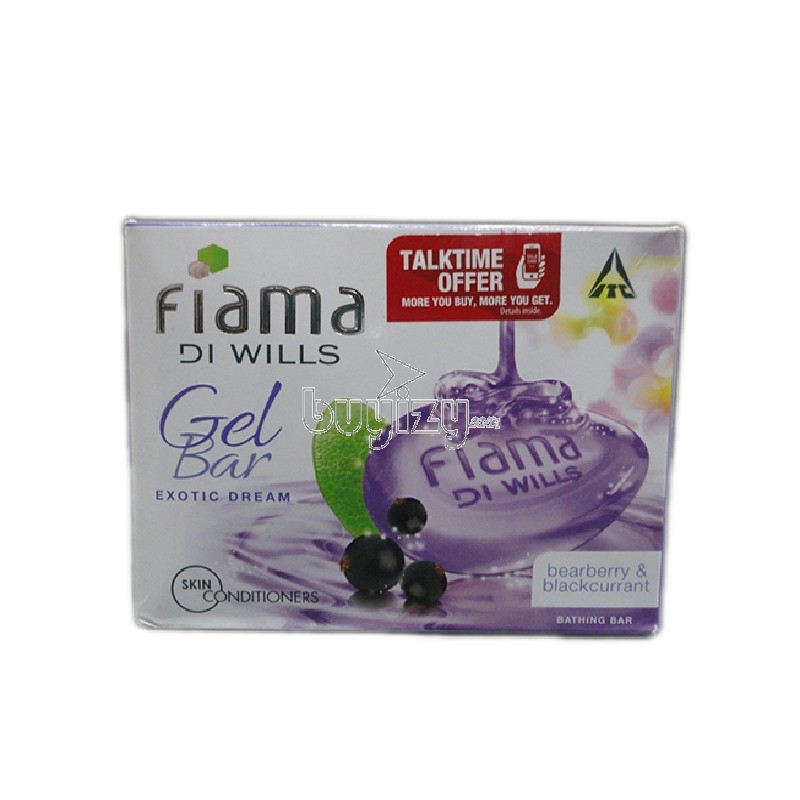 fiama
DI WILLS
Gel
Bar
EXOTIC DREAM
SKIN
CONDITIONERS
TALKTIME
OFFER
MORE YOU BUY, MORE YOU GET.
Details inside.
ITC
buyizy.com
fiama
DI WILLS
bearberry &
blackcurrant
BATHING BAR